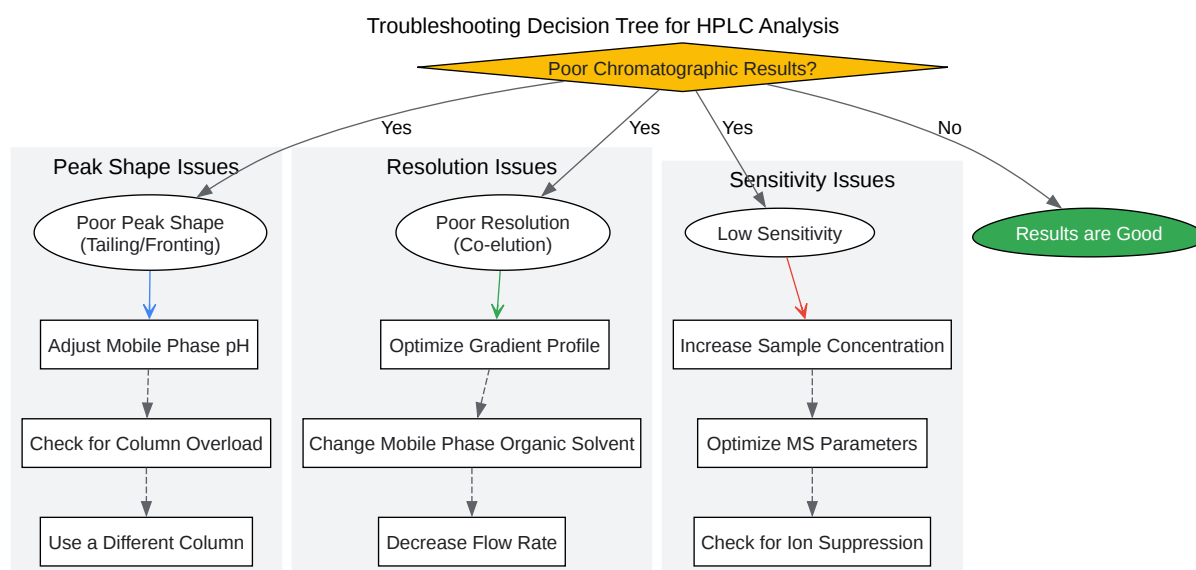 Troubleshooting Decision Tree for HPLC Analysis
Poor Chromatographic Results?
Yes
Yes
Yes
No
Peak Shape Issues
Resolution Issues
Sensitivity Issues
Poor Peak Shape
(Tailing/Fronting)
Poor Resolution
(Co-elution)
Low Sensitivity
Results are Good
Adjust Mobile Phase pH
Optimize Gradient Profile
Increase Sample Concentration
Check for Column Overload
Change Mobile Phase Organic Solvent
Optimize MS Parameters
Use a Different Column
Decrease Flow Rate
Check for Ion Suppression